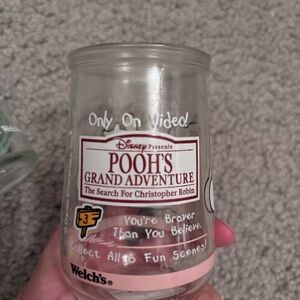 Only On Video!
Disney Presents
POOH'S
GRAND ADVENTURE
The Search For Christopher Robin
3
You're Braver
Than You Believe.
Collect All 6 Fun Scenes!
Welch's®